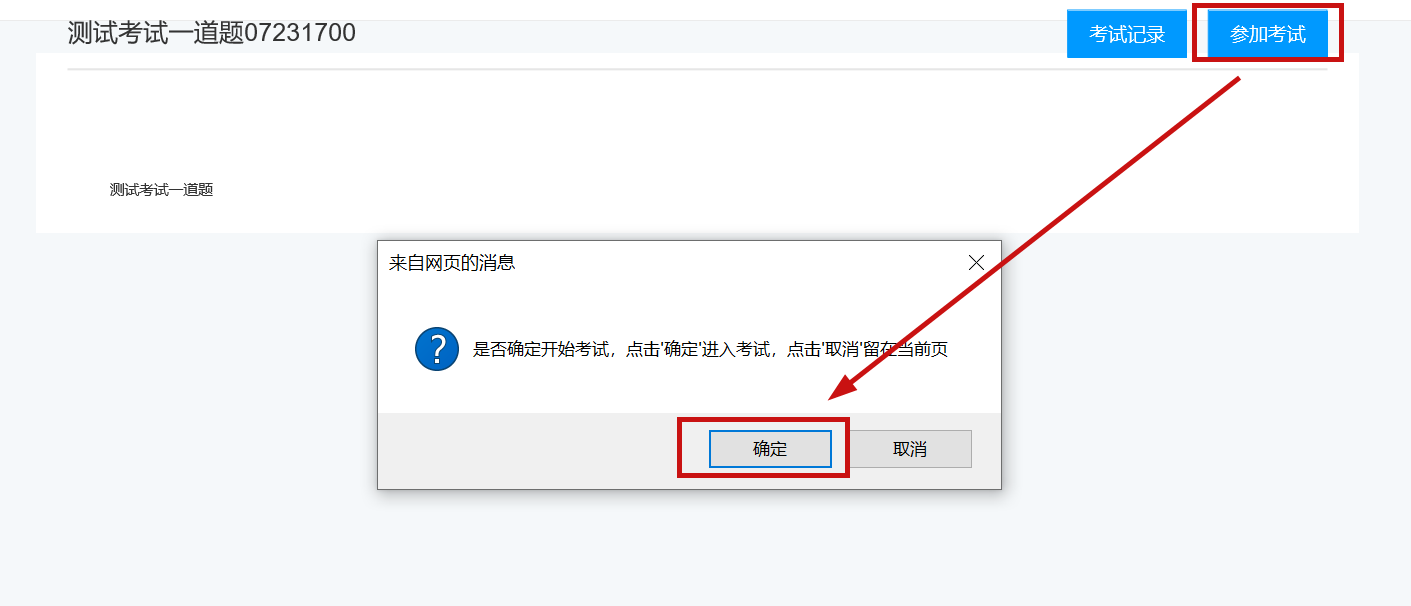 测试考试一道题07231700
考试记录
参加考试
测试考试一道题
来自网页的消息
是否确定开始考试，点击'确定'进入考试，点击'取消'留在当前页
确定
取消